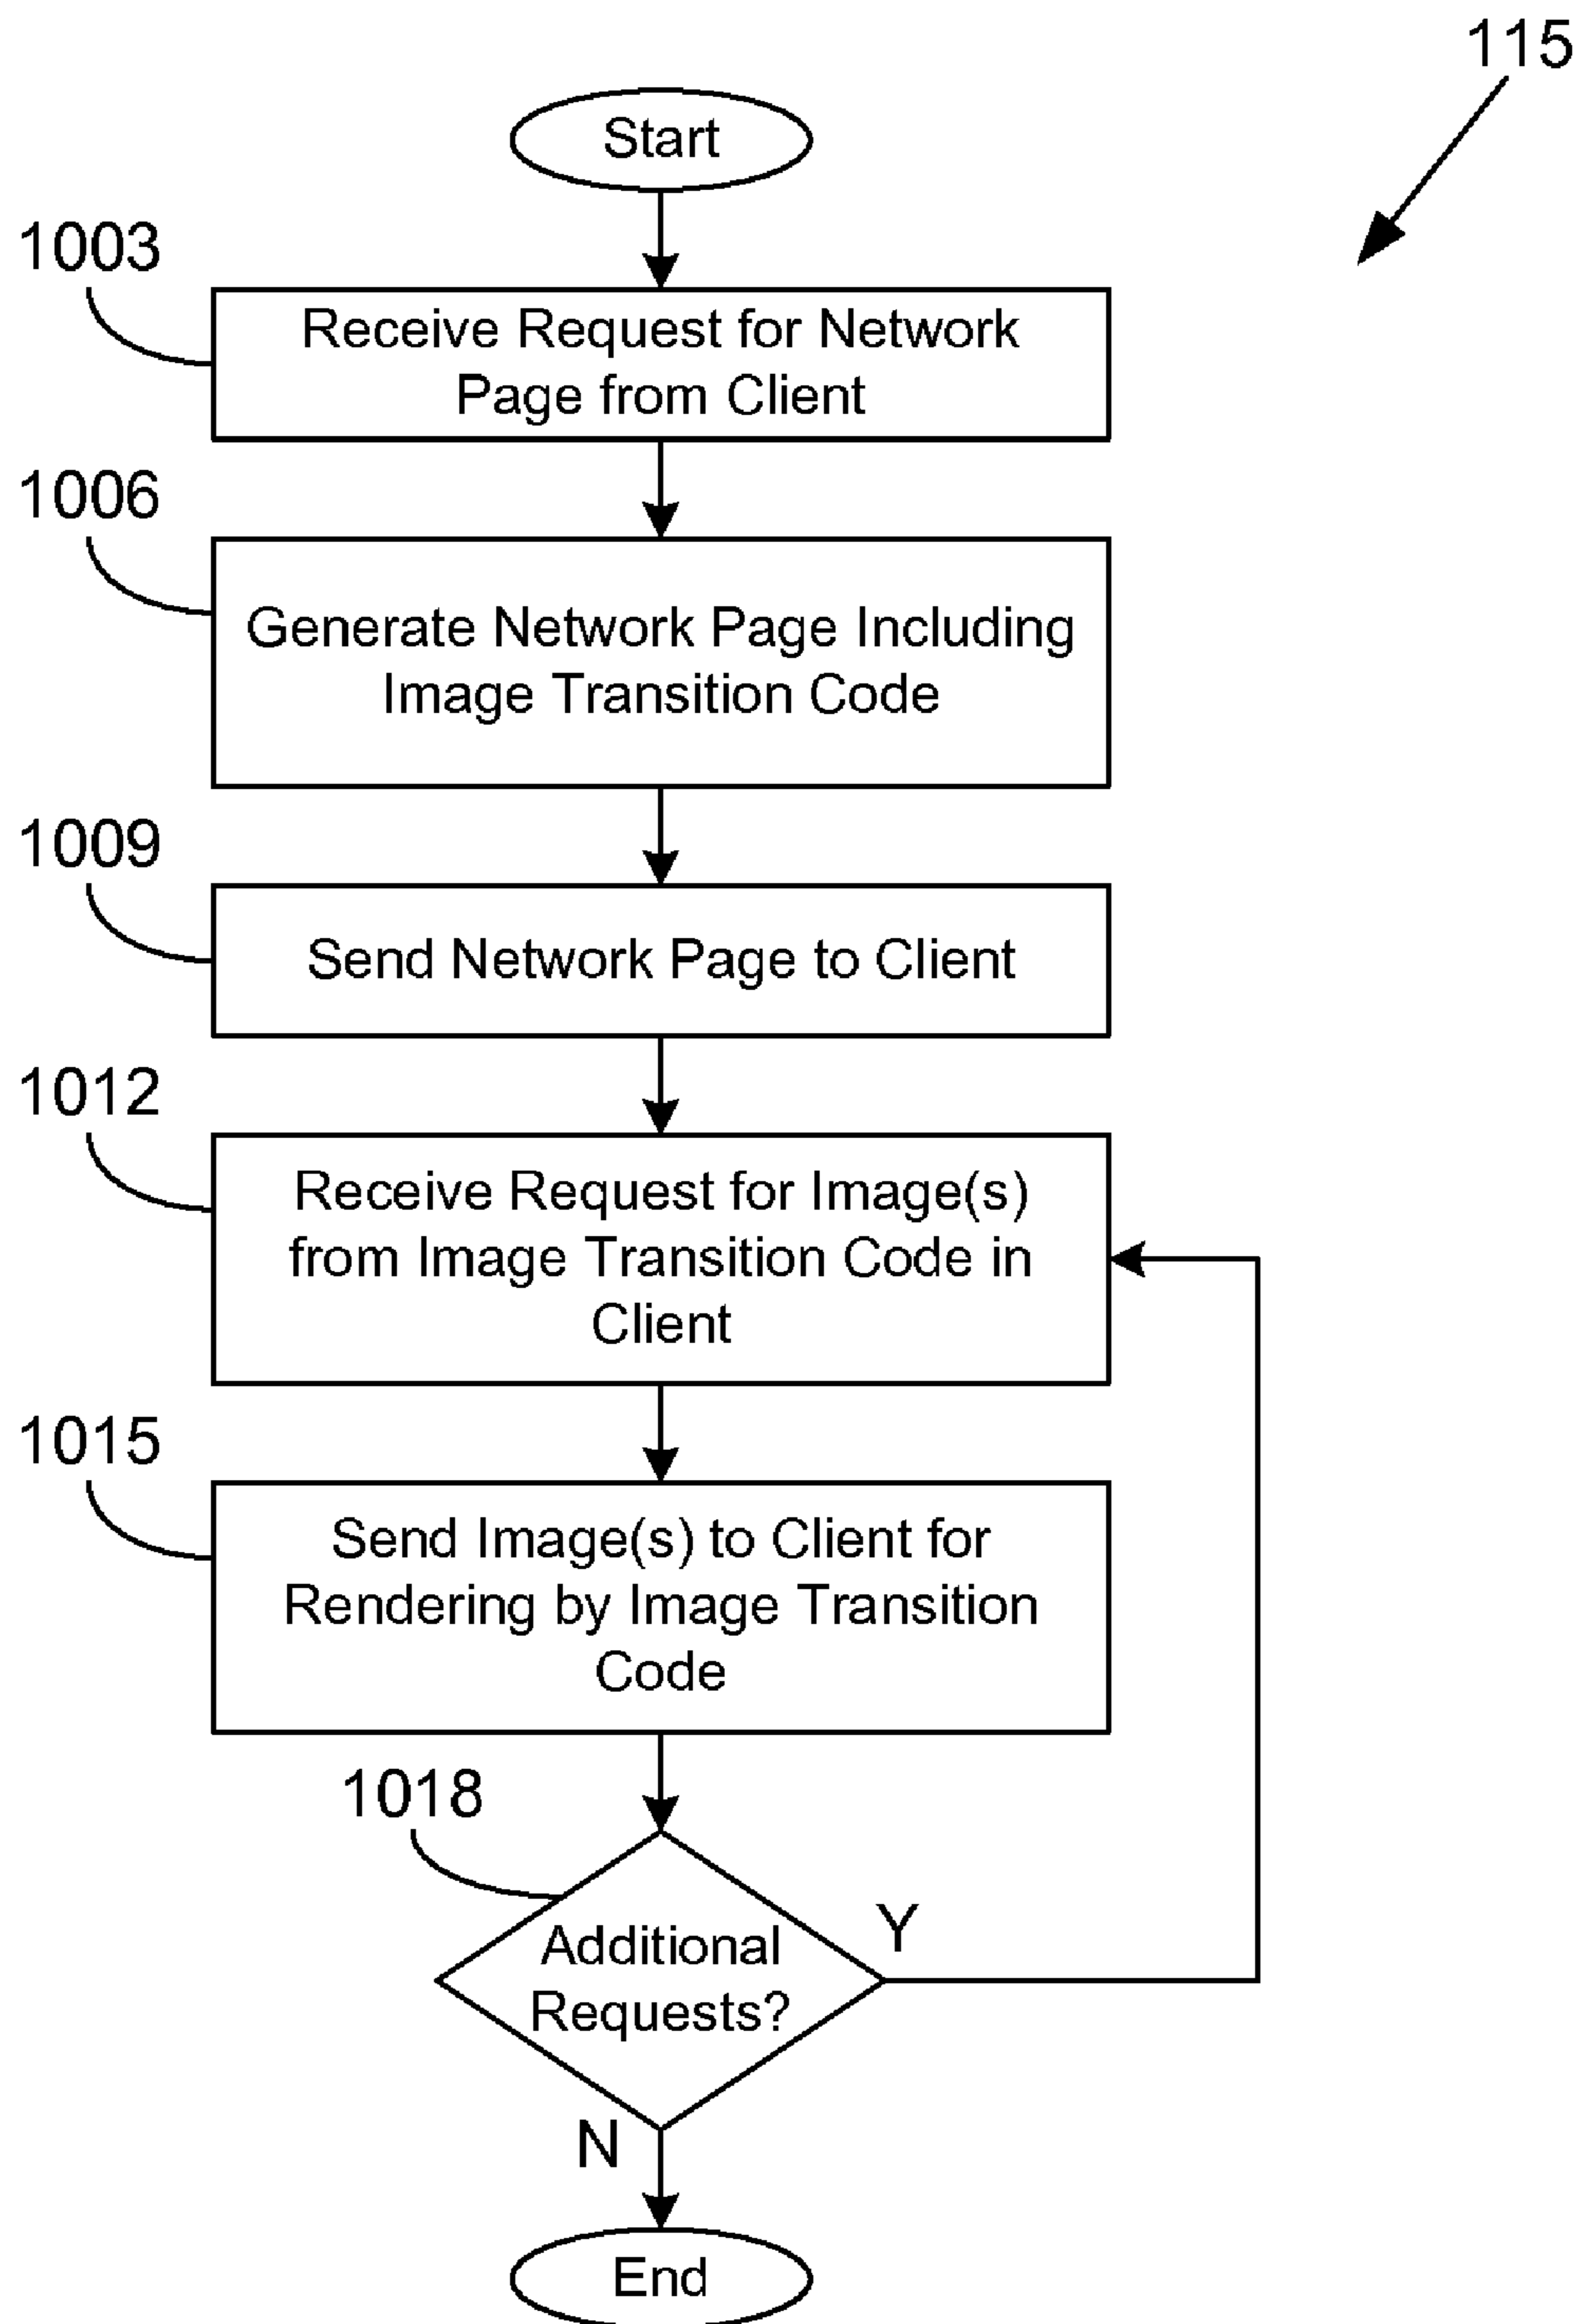 115
Start
1003
Receive Request for Network
Page from Client
1006
Generate Network Page Including
Image Transition Code
1009
Send Network Page to Client
1012
Receive Request for Image(s)
from Image Transition Code in
Client
1015
Send Image(s) to Client for
Rendering by Image Transition
Code
1018
Additional
Requests?
Y
N
End